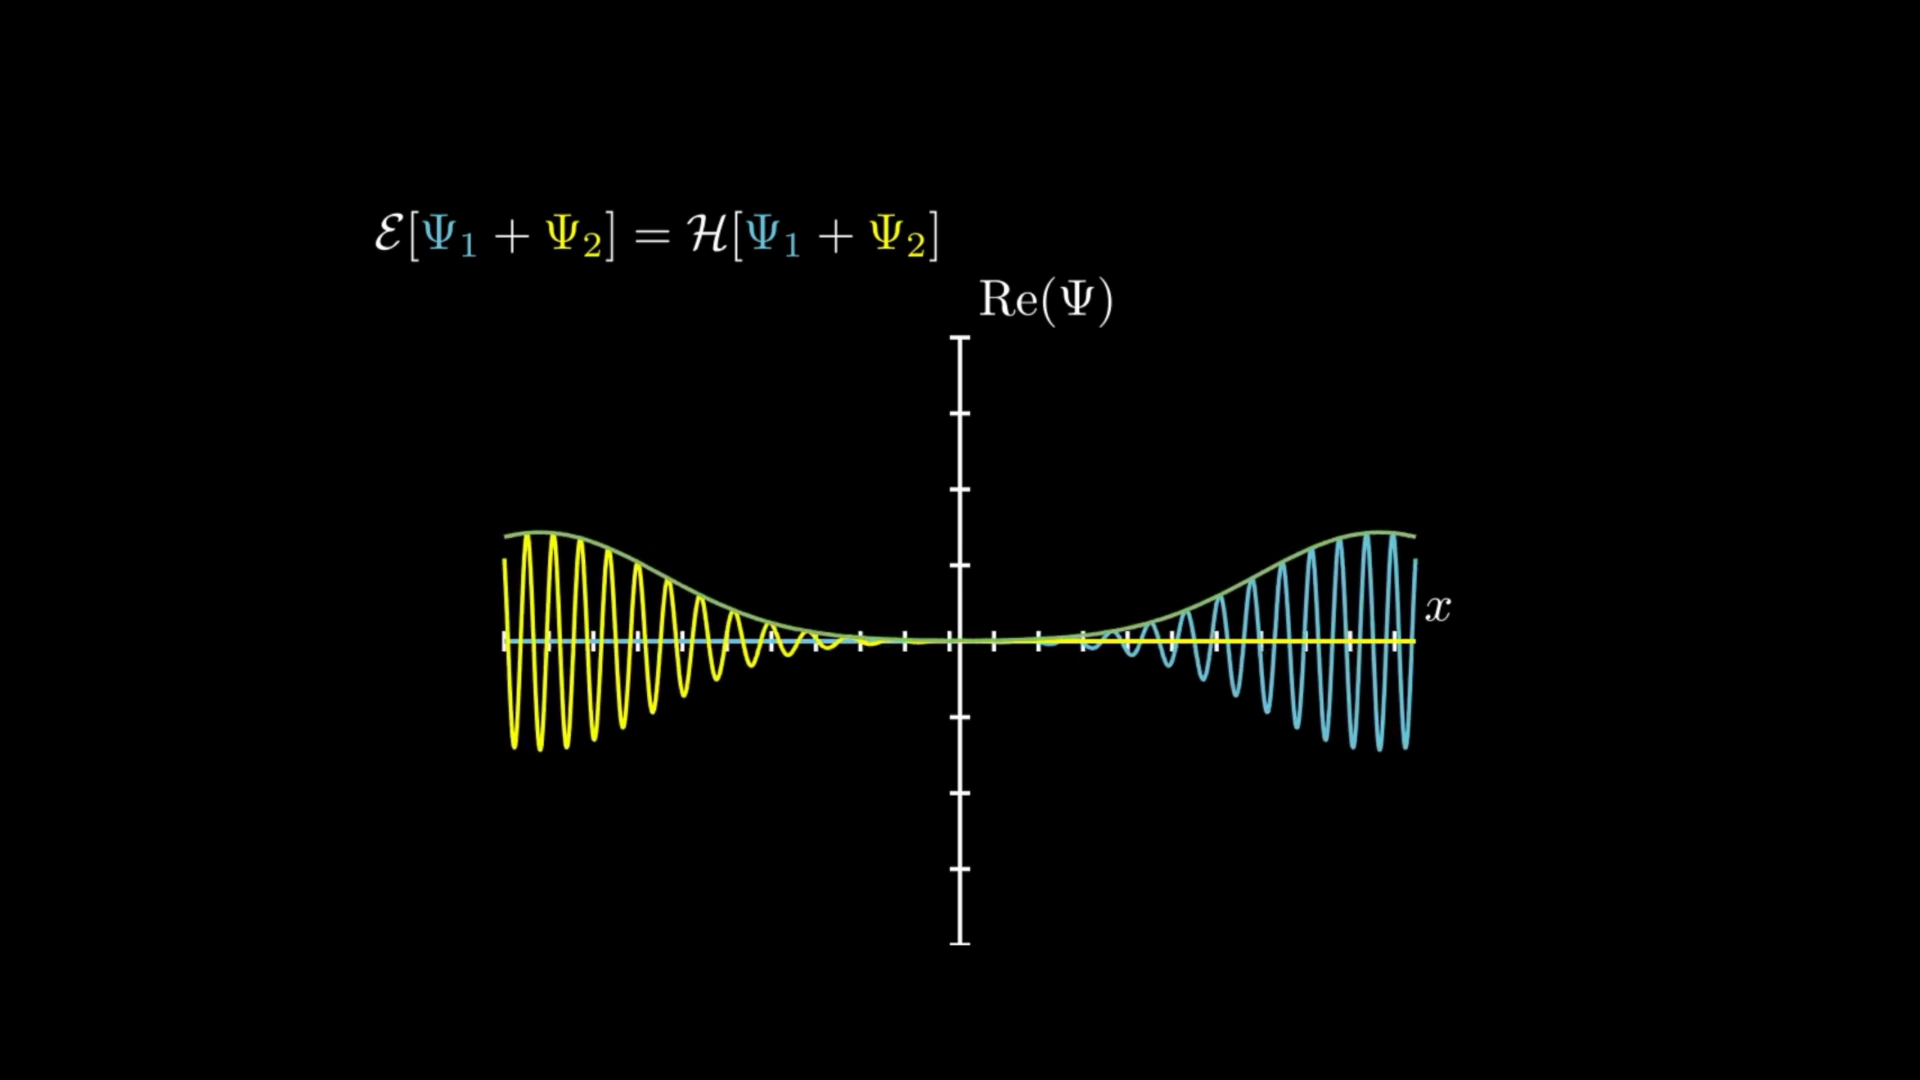 ℰ[Ψ₁ + Ψ₂] = ℋ[Ψ₁ + Ψ₂]
Re(Ψ)
x